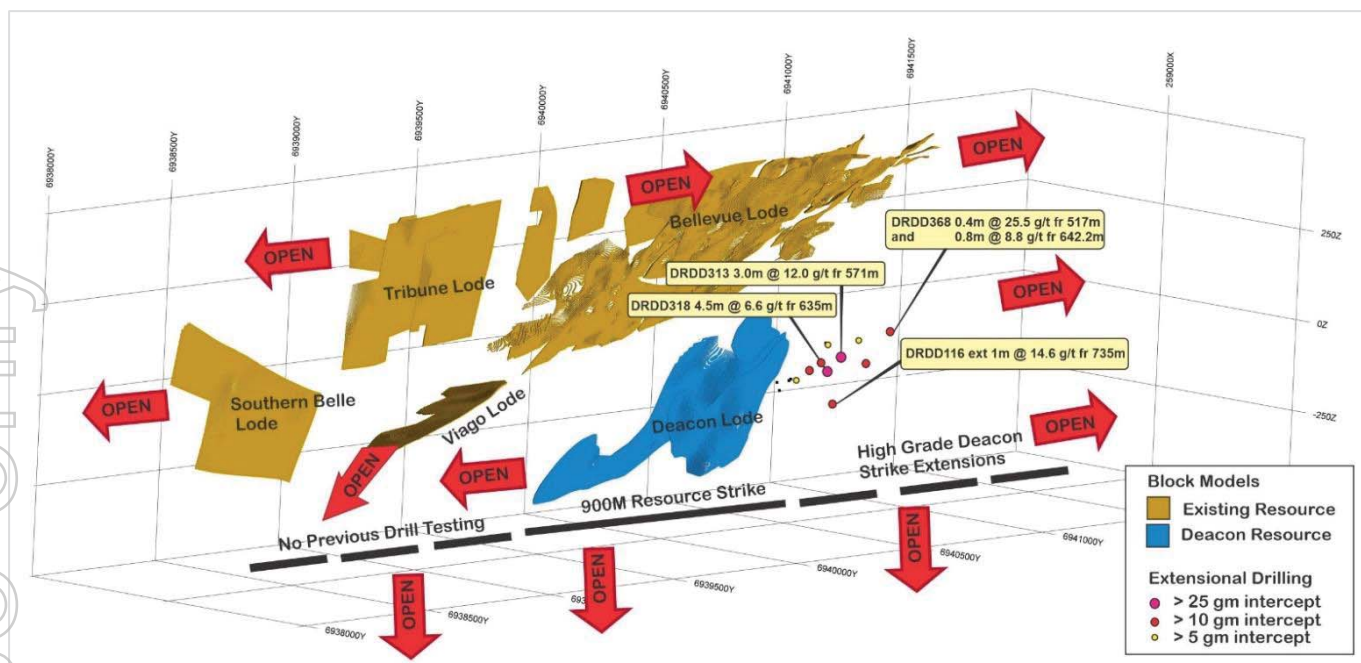 6938000Y
6938500Y
6939000Y
6939500Y
6940000Y
6940500Y
6941000Y
6941500Y
259000X
OPEN
OPEN
Bellevue Lode
DRDD368 0.4m @ 25.5 g/t fr 517m
and 0.8m @ 8.8 g/t fr 642.2m
250Z
OPEN
Tribune Lode
DRDD313 3.0m @ 12.0 g/t fr 571m
DRDD318 4.5m @ 6.6 g/t fr 635m
OPEN
0Z
DRDD116 ext 1m @ 14.6 g/t fr 735m
OPEN
Southern Belle
Lode
Viago Lode
Deacon Lode
-250Z
OPEN
OPEN
OPEN
High Grade Deacon
Strike Extensions
900M Resource Strike
No Previous Drill Testing
OPEN
OPEN
OPEN
6938000Y
6938500Y
6939500Y
6940000Y
6940500Y
6941000Y
Block Models
Existing Resource
Deacon Resource
Extensional Drilling
> 25 gm intercept
> 10 gm intercept
> 5 gm intercept